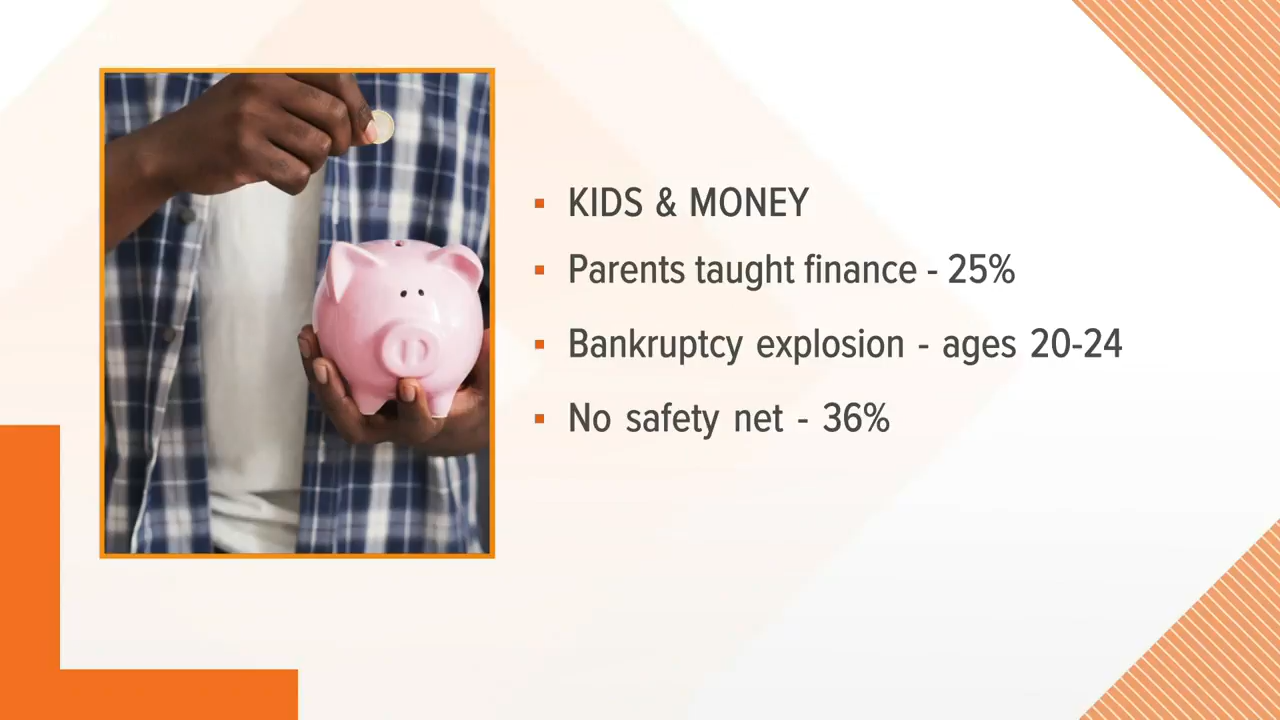 KIDS & MONEY
Parents taught finance - 25%
Bankruptcy explosion - ages 20-24
No safety net - 36%